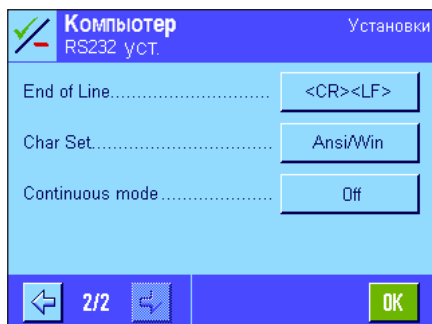 Компьютер Установки
RS232 уст.
End of Line............................. <CR><LF>
Char Set................................ Ansi/Win
Continuous mode.................... Off
2/2 OK